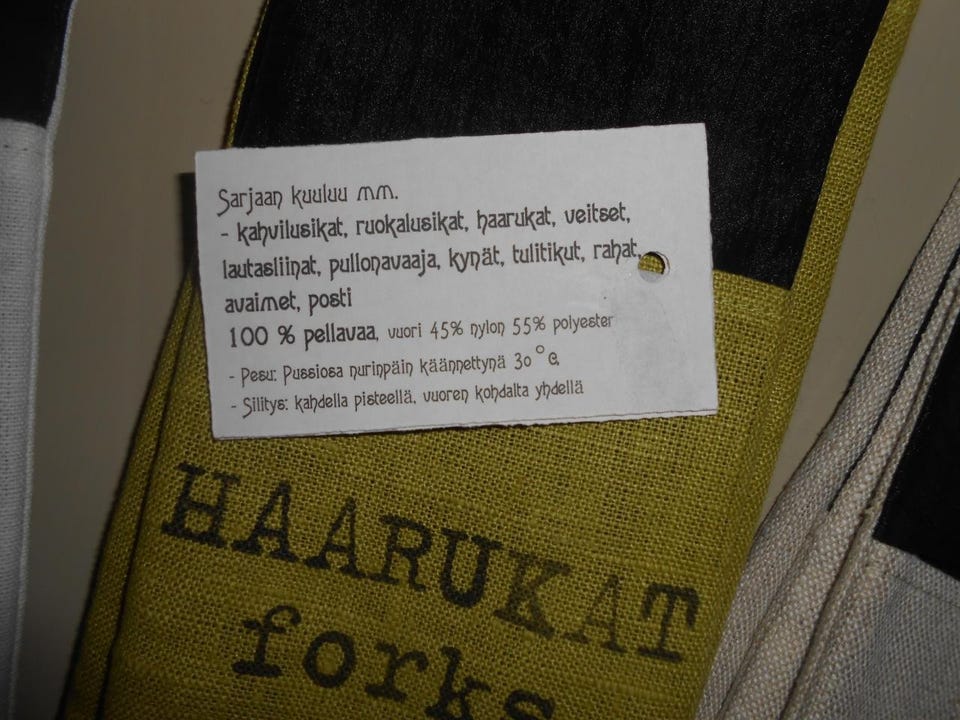 Sarjaan kuuluu mm.
- kahvilusikat, ruokalusikat, haarukat, veitset,
lautasliinat, pullonavaaja, kynät, tulitikut, rahat,
avaimet, posti
100 % pellavaa, vuori 45% nylon 55% polyester
- Pesu: Pussiosa nurinpäin käännettynä 30 °C,
- Silitys: kahdella pisteellä, vuoren kohdalta yhdellä
HAARUKAT
forks